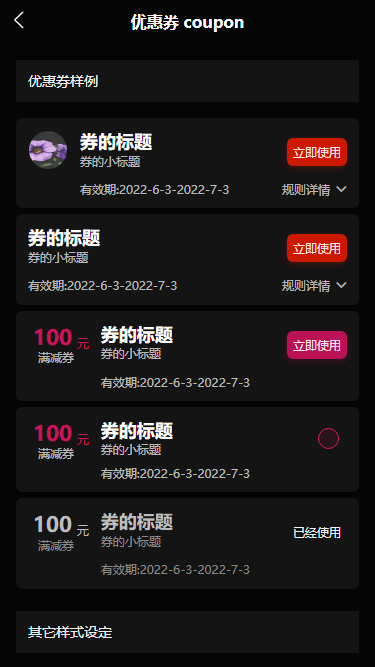 优惠券 coupon
优惠券样例
券的标题
立即使用
券的小标题
有效期:2022-6-3-2022-7-3
规则详情
券的标题
立即使用
券的小标题
有效期:2022-6-3-2022-7-3
规则详情
100 元
券的标题
立即使用
满减券
券的小标题
有效期:2022-6-3-2022-7-3
100 元
券的标题
满减券
券的小标题
有效期:2022-6-3-2022-7-3
100 元
券的标题
已经使用
满减券
券的小标题
有效期:2022-6-3-2022-7-3
其它样式设定